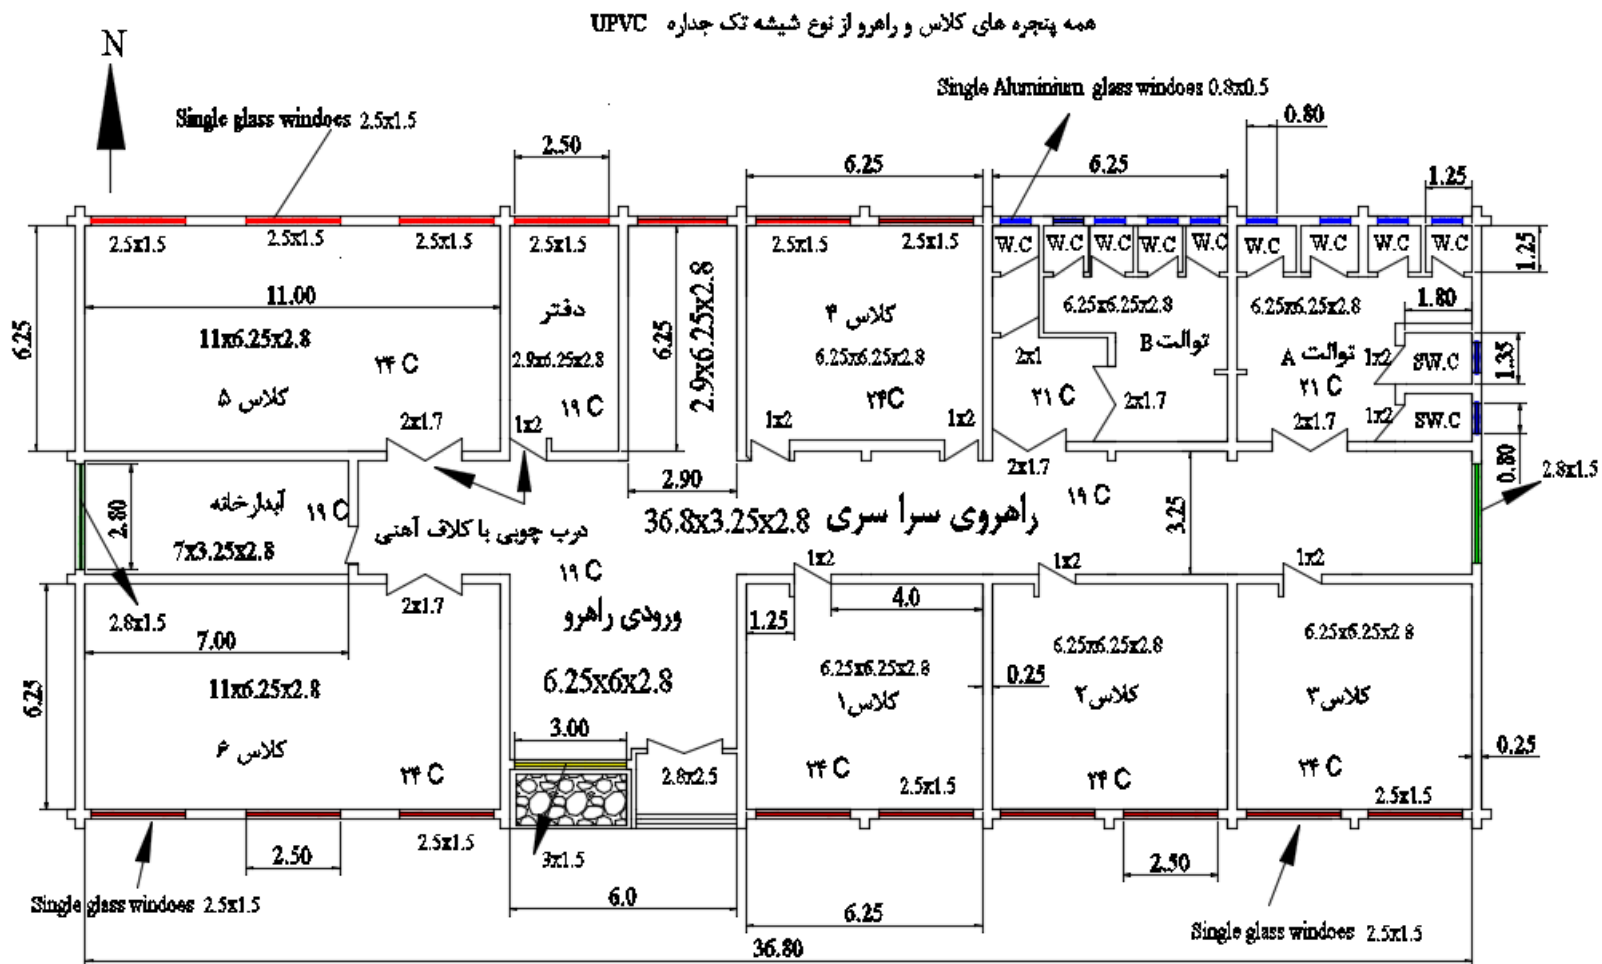 همه پنجره های کلاس و راهرو از نوع شیشه تک جداره UPVC
N
Single glass windoes 2.5x1.5
Single Aluminium glass windoes 0.8x0.5
0.80
2.50
6.25
6.25
1.25
2.5x1.5
2.5x1.5
2.5x1.5
2.5x1.5
2.5x1.5
2.5x1.5
W.C
W.C
W.C
W.C
W.C
W.C
W.C
W.C
W.C
1.25
6.25
11.00
11x6.25x2.8
۲۴ C
کلاس ۵
2x1.7
دفتر
2.9x6.25x2.8
۱۹ C
1x2
6.25
2.9x6.25x2.8
کلاس ۴
6.25x6.25x2.8
۲۴C
1x2
1x2
6.25x6.25x2.8
توالت B
2x1
۲۱ C
2x1.7
2x1.7
6.25x6.25x2.8
1.80
توالت A
۲۱ C
1x2
SW.C
1.35
1x2
SW.C
2x1.7
0.80
2.8x1.5
2.80
آبدارخانه
۱۹ C
7x3.25x2.8
درب چوبی با کلاف آهنی
2.90
راهروی سرا سری 36.8x3.25x2.8
۱۹ C
3.25
2x1.7
۱۹ C
ورودی راهرو
6.25x6x2.8
1x2
1x2
1x2
4.0
1.25
2.8x1.5
7.00
6.25
11x6.25x2.8
کلاس ۶
۲۴ C
3.00
2.8x2.5
6.25x6.25x2.8
کلاس ۱
۲۴ C
2.5x1.5
0.25
6.25x6.25x2.8
کلاس ۲
۲۴ C
6.25x6.25x2.8
کلاس ۳
۲۴ C
2.5x1.5
0.25
2.50
2.5x1.5
3x1.5
2.50
Single glass windoes 2.5x1.5
6.0
6.25
Single glass windoes 2.5x1.5
36.80